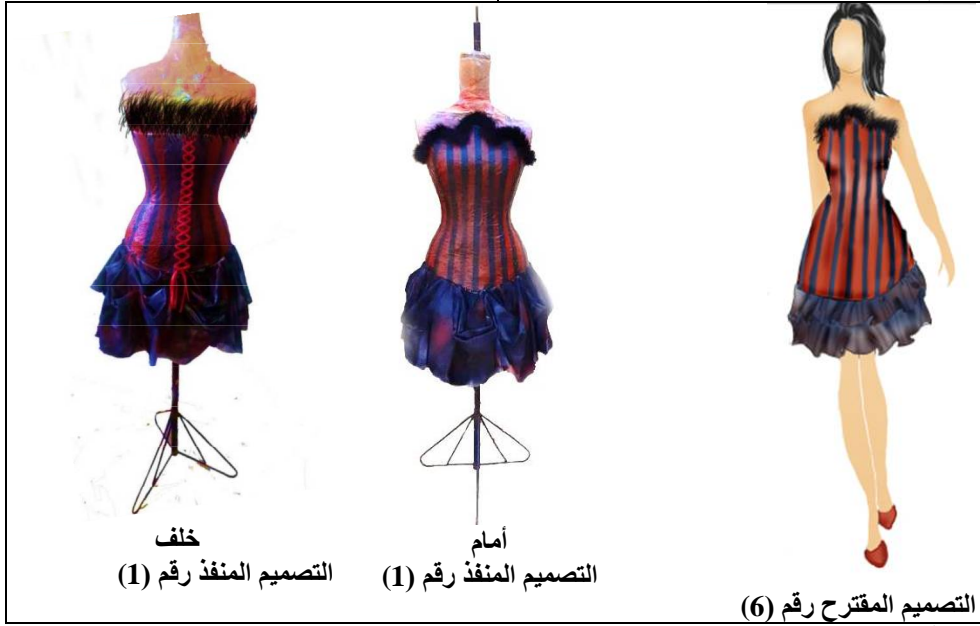 خلف
التصميم المنفذ رقم (1)
أمام
التصميم المنفذ رقم (1)
التصميم المقترح رقم (6)